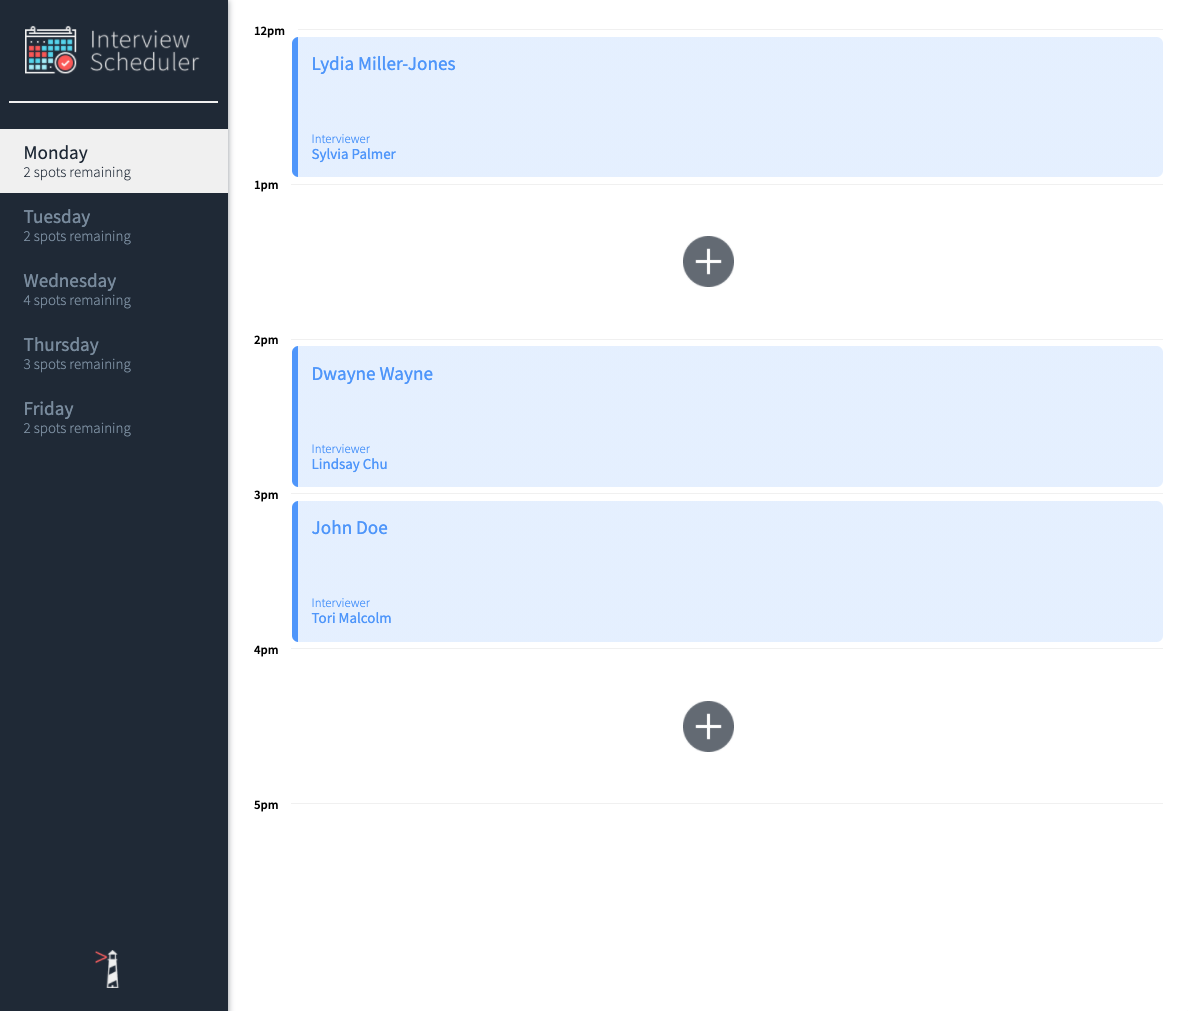 Interview
Scheduler
Monday
2 spots remaining
Tuesday
2 spots remaining
Wednesday
4 spots remaining
Thursday
3 spots remaining
Friday
2 spots remaining
12pm
Lydia Miller-Jones
Interviewer
Sylvia Palmer
1pm
2pm
Dwayne Wayne
Interviewer
Lindsay Chu
3pm
John Doe
Interviewer
Tori Malcolm
4pm
5pm